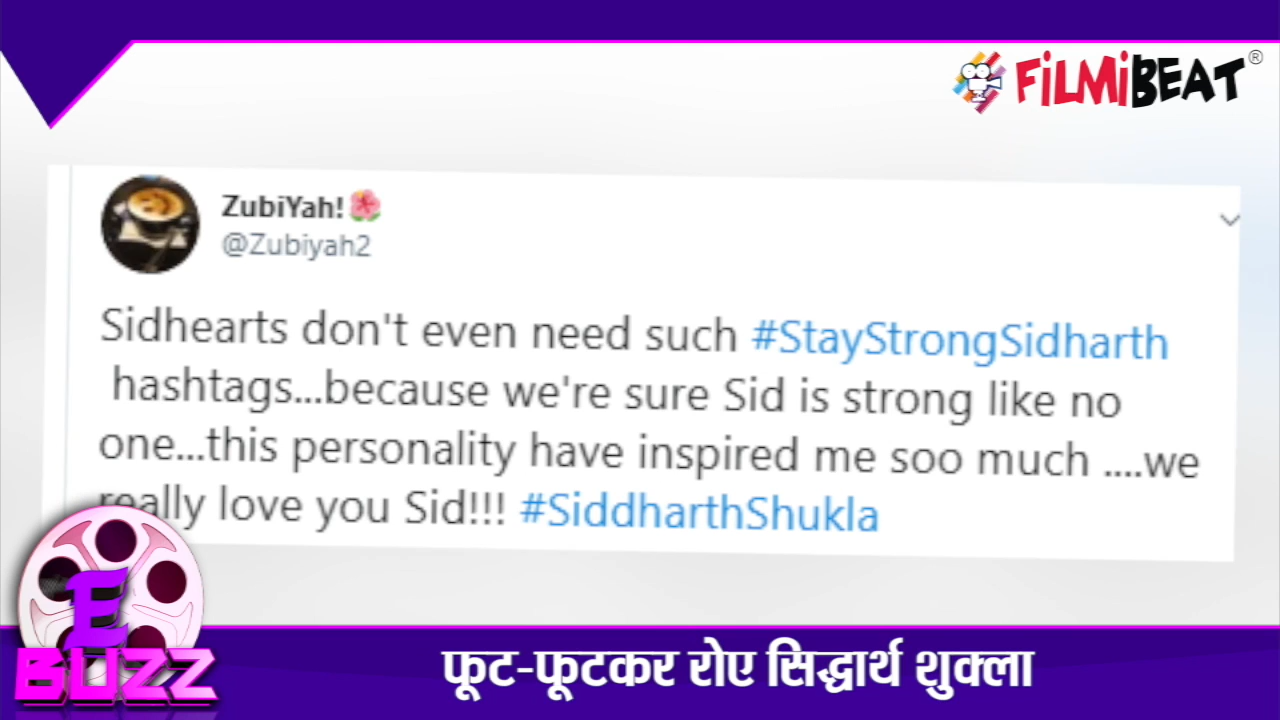 FiLMiBEAT®
ZubiYah!🌺
@Zubiyah2
Sidhearts don't even need such #StayStrongSidharth
hashtags...because we're sure Sid is strong like no
one...this personality have inspired me soo much ....we
really love you Sid!!! #SiddharthShukla
E
BUZZ
फूट-फूटकर रोए सिद्धार्थ शुक्ला